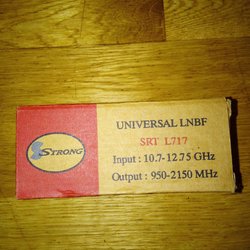 STRONG
UNIVERSAL LNBF
SRT L717
Input : 10.7-12.75 GHz
Output : 950-2150 MHz